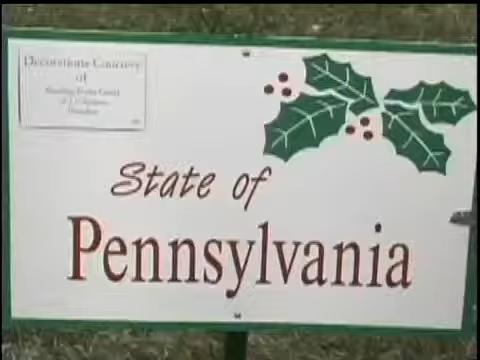 Decorations Courtesy
of
State of
Pennsylvania